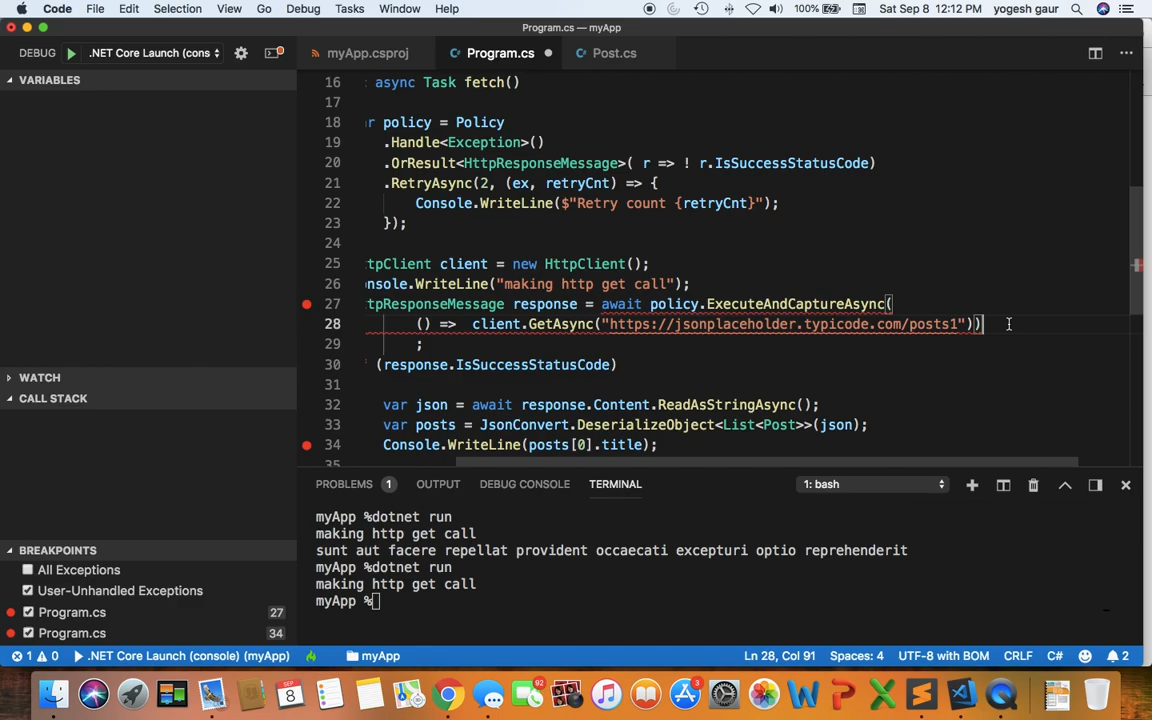 Code File Edit Selection View Go Debug Tasks Window Help 100% Sat Sep 8 12:12 PM yogesh gaur
Program.cs — myApp
DEBUG .NET Core Launch (cons myApp.csproj Program.cs Post.cs
VARIABLES
WATCH
CALL STACK
BREAKPOINTS
All Exceptions
User-Unhandled Exceptions
Program.cs 27
Program.cs 34
16 : async Task fetch()
17
18 r policy = Policy
19 .Handle<Exception>()
20 .OrResult<HttpResponseMessage>( r => ! r.IsSuccessStatusCode)
21 .RetryAsync(2, (ex, retryCnt) => {
22 Console.WriteLine($"Retry count {retryCnt}");
23 });
24
25 tpClient client = new HttpClient();
26 nsole.WriteLine("making http get call");
27 tpResponseMessage response = await policy.ExecuteAndCaptureAsync(
28 () => client.GetAsync("https://jsonplaceholder.typicode.com/posts1"))
29 ;
30 (response.IsSuccessStatusCode)
31
32 var json = await response.Content.ReadAsStringAsync();
33 var posts = JsonConvert.DeserializeObject<List<Post>>(json);
34 Console.WriteLine(posts[0].title);
35
PROBLEMS 1 OUTPUT DEBUG CONSOLE TERMINAL 1: bash
myApp %dotnet run
making http get call
sunt aut facere repellat provident occaecati excepturi optio reprehenderit
myApp %dotnet run
making http get call
myApp %
1 0 .NET Core Launch (console) (myApp) myApp Ln 28, Col 91 Spaces: 4 UTF-8 with BOM CRLF C# 2
8 92 3